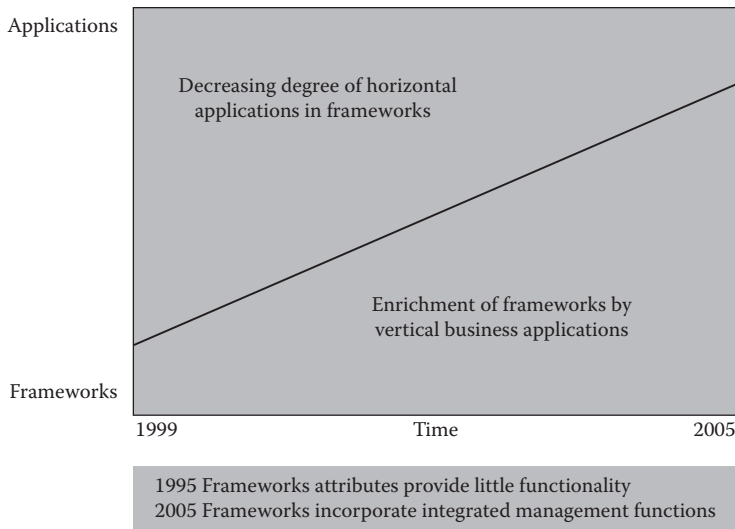 Applications
Decreasing degree of horizontal
applications in frameworks
Enrichment of frameworks by
vertical business applications
Frameworks
1999 Time 2005
1995 Frameworks attributes provide little functionality
2005 Frameworks incorporate integrated management functions